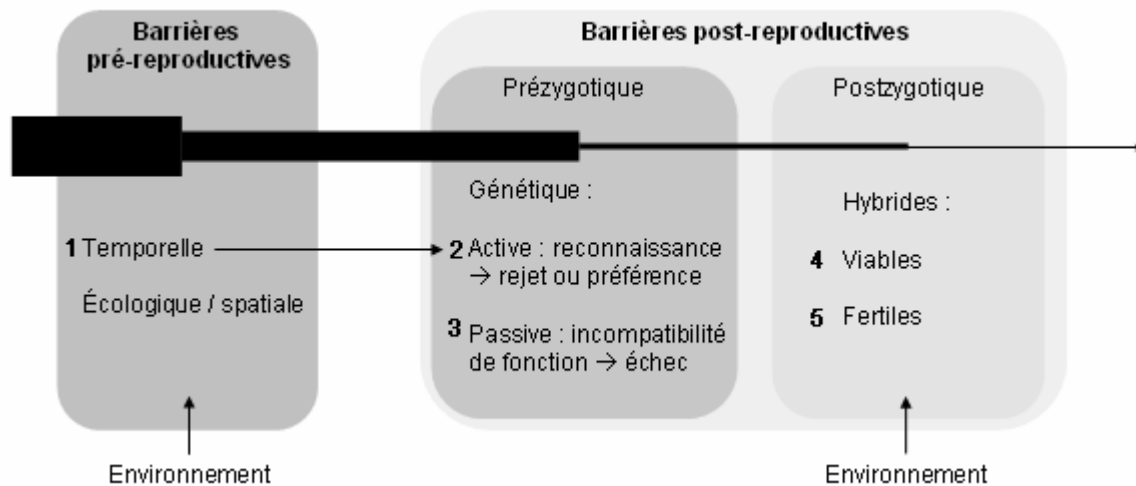 Barrières
pré-reproductives
Barrières post-reproductives
Prézygotique
Postzygotique
Génétique :
Hybrides :
1 Temporelle
2 Active : reconnaissance
→ rejet ou préférence
4 Viables
Écologique / spatiale
3 Passive : incompatibilité
de fonction → échec
5 Fertiles
Environnement
Environnement